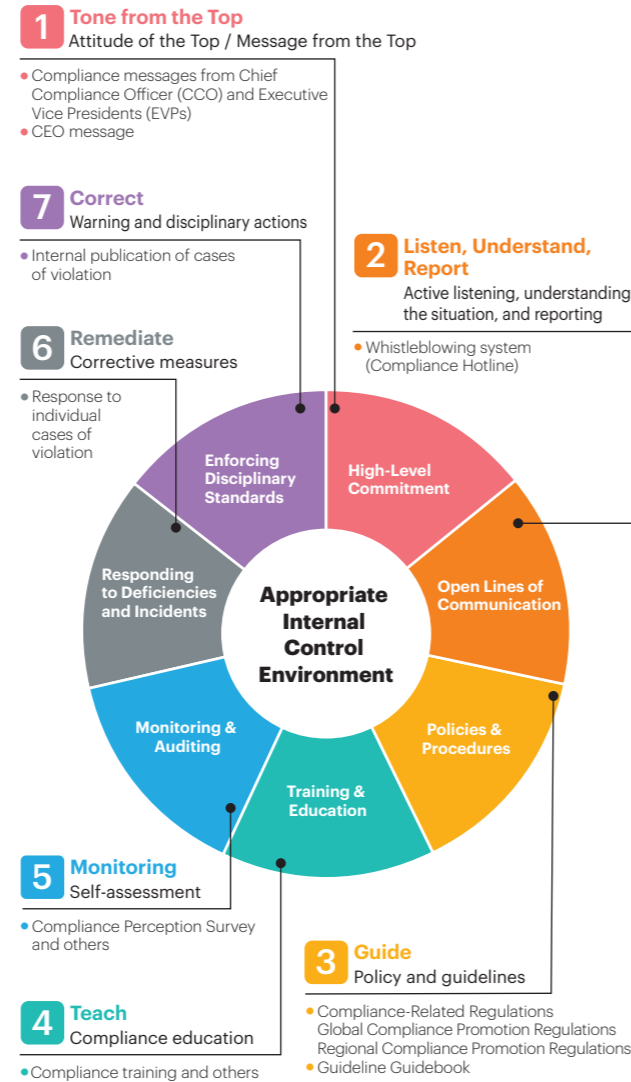 1
Tone from the Top
Attitude of the Top / Message from the Top
• Compliance messages from Chief
Compliance Officer (CCO) and Executive
Vice Presidents (EVPs)
• CEO message
7
Correct
Warning and disciplinary actions
• Internal publication of cases
of violation
2
Listen, Understand,
Report
Active listening, understanding
the situation, and reporting
• Whistleblowing system
(Compliance Hotline)
6
Remediate
Corrective measures
• Response to
individual
cases of
violation
Enforcing
Disciplinary
Standards
High-Level
Commitment
Responding
to Deficiencies
and Incidents
Appropriate
Internal
Control
Environment
Open Lines of
Communication
Monitoring &
Auditing
Policies &
Procedures
Training &
Education
5
Monitoring
Self-assessment
• Compliance Perception Survey
and others
3
Guide
Policy and guidelines
• Compliance-Related Regulations
Global Compliance Promotion Regulations
Regional Compliance Promotion Regulations
• Guideline Guidebook
4
Teach
Compliance education
• Compliance training and others